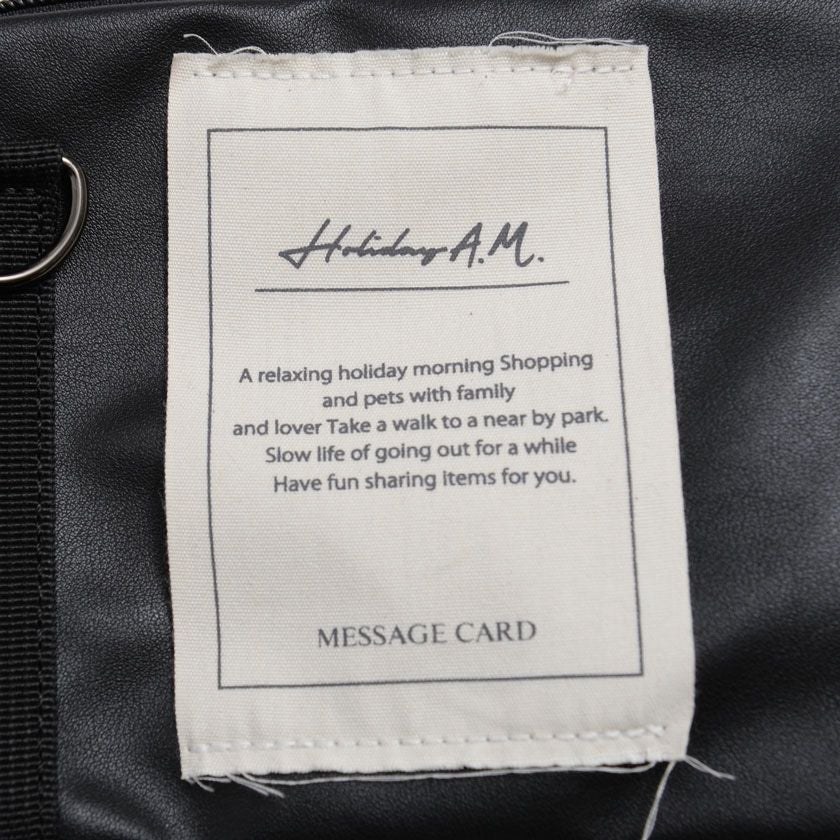 Holiday A.M.
A relaxing holiday morning Shopping
and pets with family
and lover Take a walk to a near by park.
Slow life of going out for a while
Have fun sharing items for you.
MESSAGE CARD